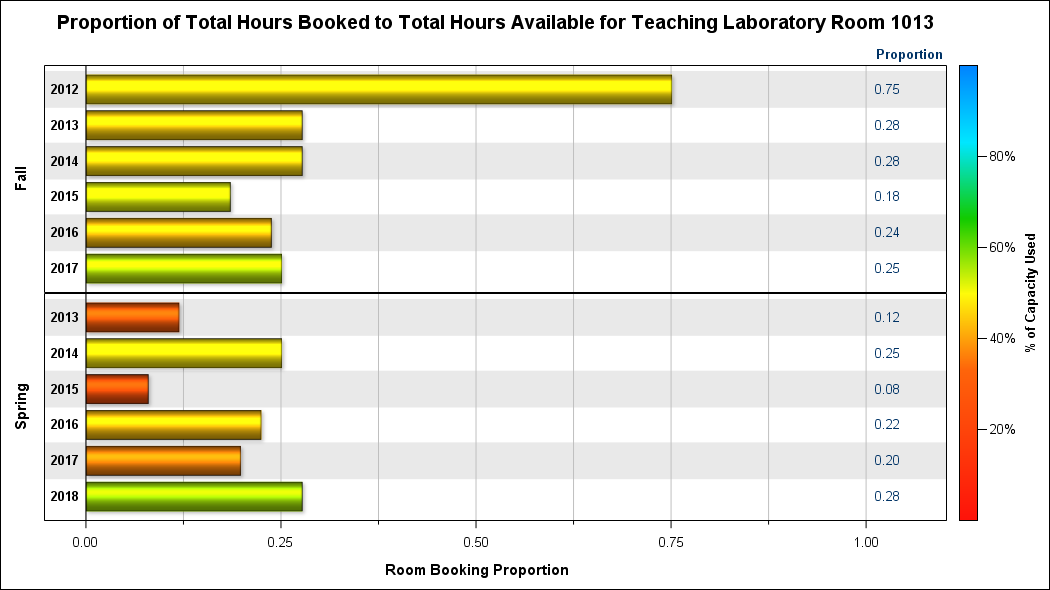 Proportion of Total Hours Booked to Total Hours Available for Teaching Laboratory Room 1013
Proportion
Fall
2012 0.75
2013 0.28
2014 0.28
2015 0.18
2016 0.24
2017 0.25
Spring
2013 0.12
2014 0.25
2015 0.08
2016 0.22
2017 0.20
2018 0.28
0.00 0.25 0.50 0.75 1.00
Room Booking Proportion
80%
60%
40%
20%
% of Capacity Used